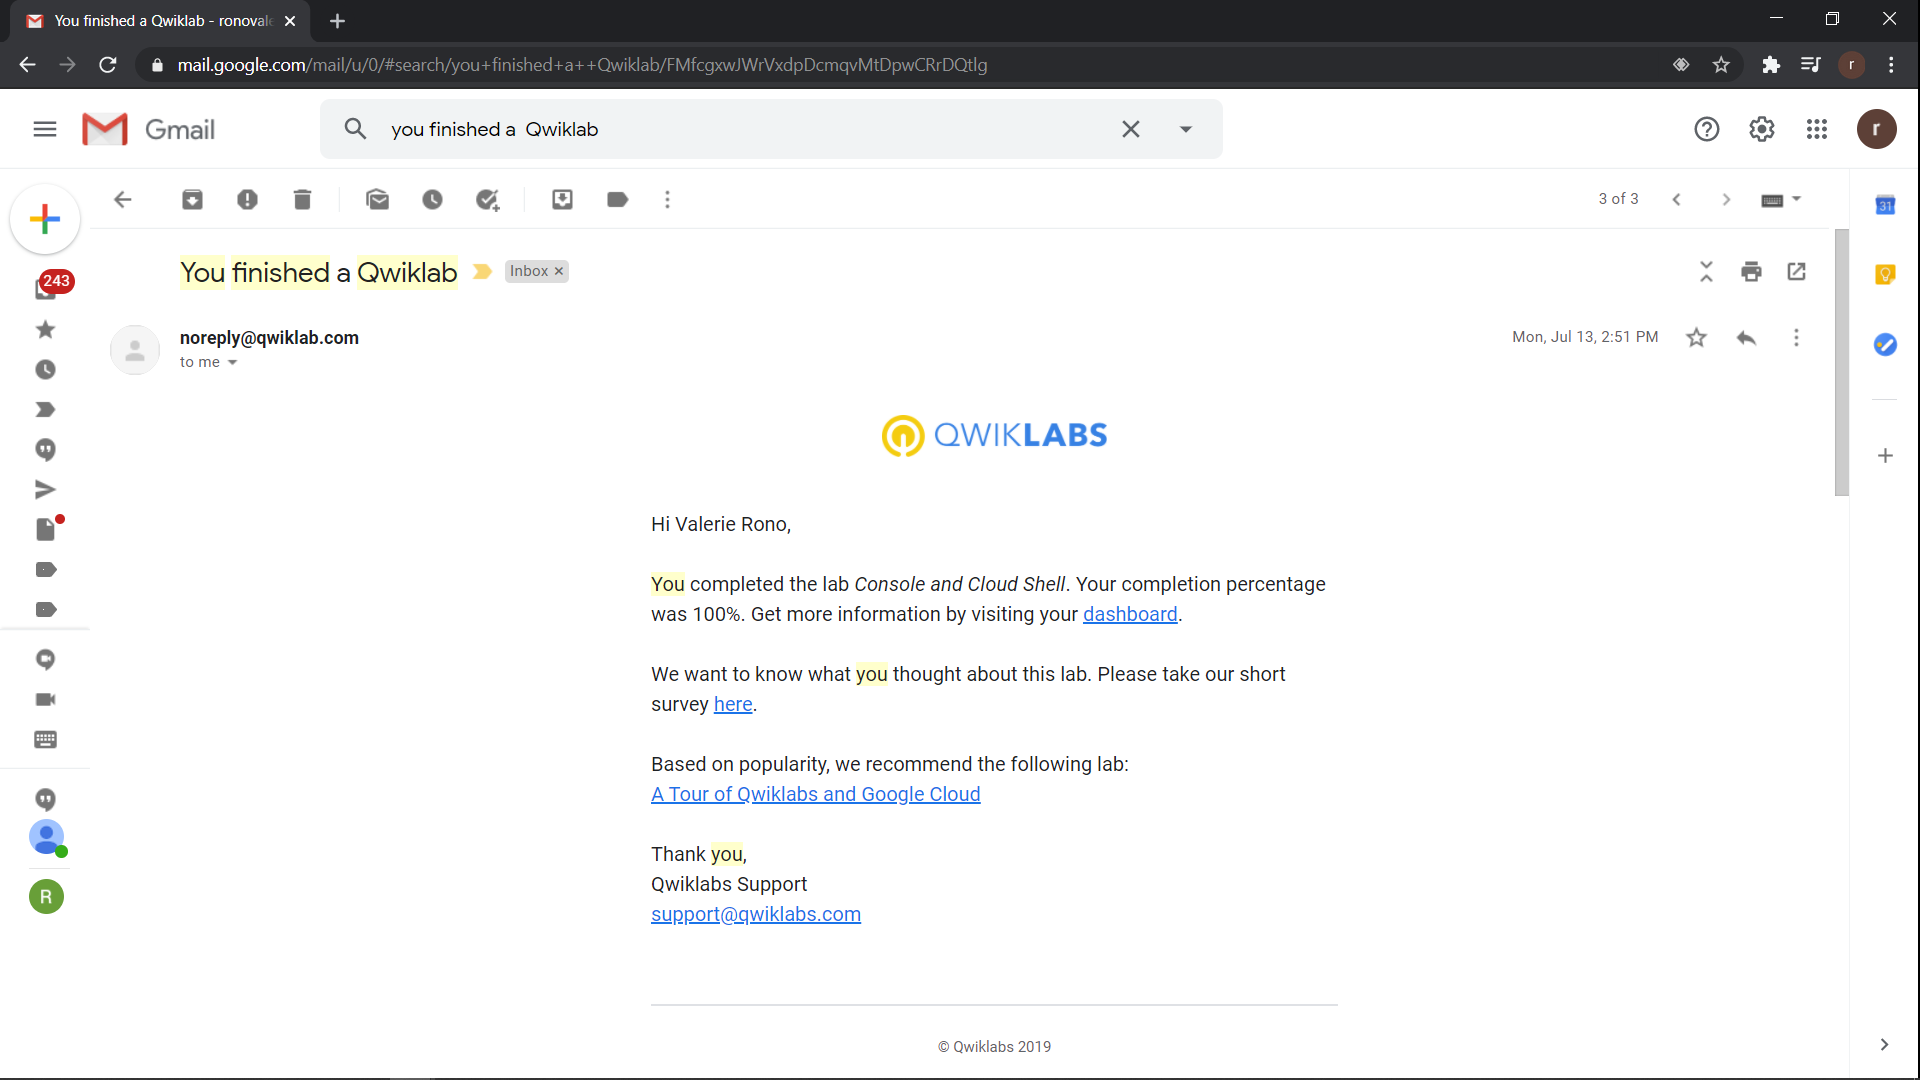 You finished a Qwiklab - ronovale
mail.google.com/mail/u/0/#search/you+finished+a++Qwiklab/FMfcgxwJWrVxdpDcmqvMtDpwCRrDQtlg
r
Gmail
you finished a  Qwiklab
r
3 of 3
31
243
You finished a Qwiklab
Inbox ×
noreply@qwiklab.com
Mon, Jul 13, 2:51 PM
to me
QWIKLABS
Hi Valerie Rono,
You completed the lab Console and Cloud Shell. Your completion percentage
was 100%. Get more information by visiting your dashboard.
We want to know what you thought about this lab. Please take our short
survey here.
Based on popularity, we recommend the following lab:
A Tour of Qwiklabs and Google Cloud
Thank you,
Qwiklabs Support
support@qwiklabs.com
R
© Qwiklabs 2019